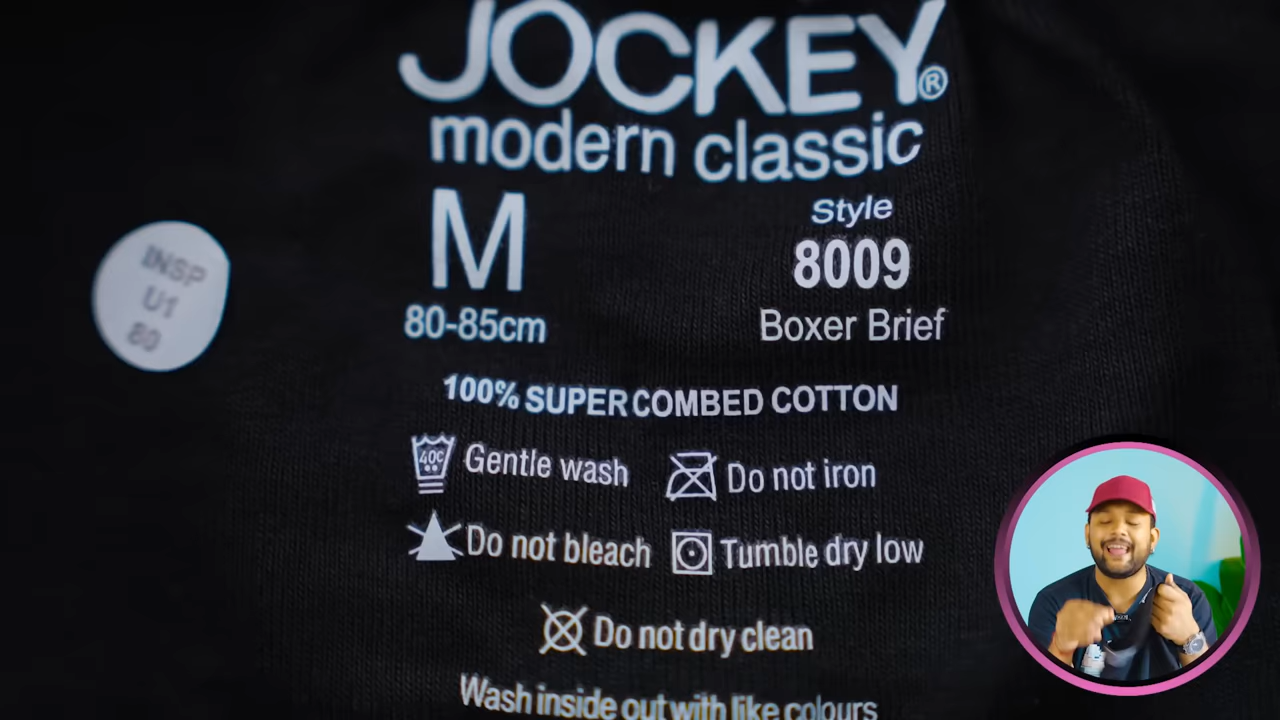 JOCKEY®
modern classic
M
80-85cm
Style
8009
Boxer Brief
INSP
U1
80
100% SUPER COMBED COTTON
40C
Gentle wash
Do not iron
Do not bleach
Tumble dry low
Do not dry clean
Wash inside out with like colours